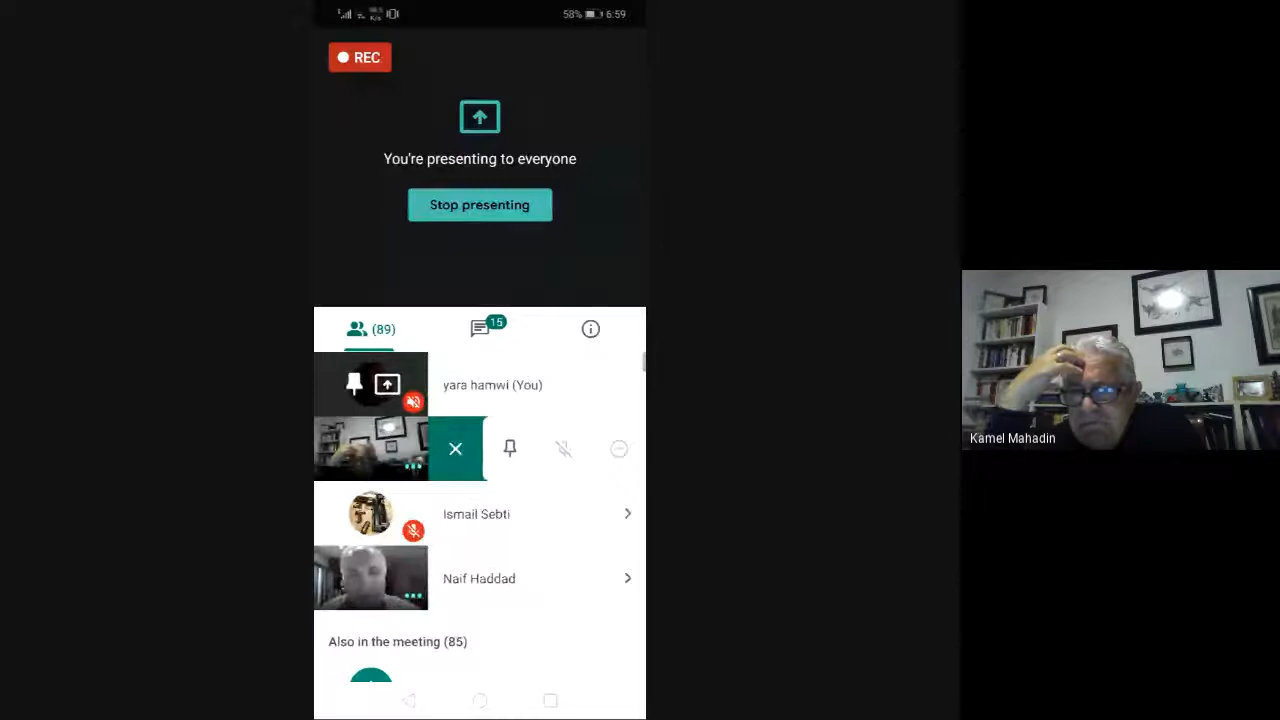 58% 6:59
REC
You're presenting to everyone
Stop presenting
(89)
15
yara hamwi (You)
Ismail Sebti
Naif Haddad
Also in the meeting (85)
Kamel Mahadin